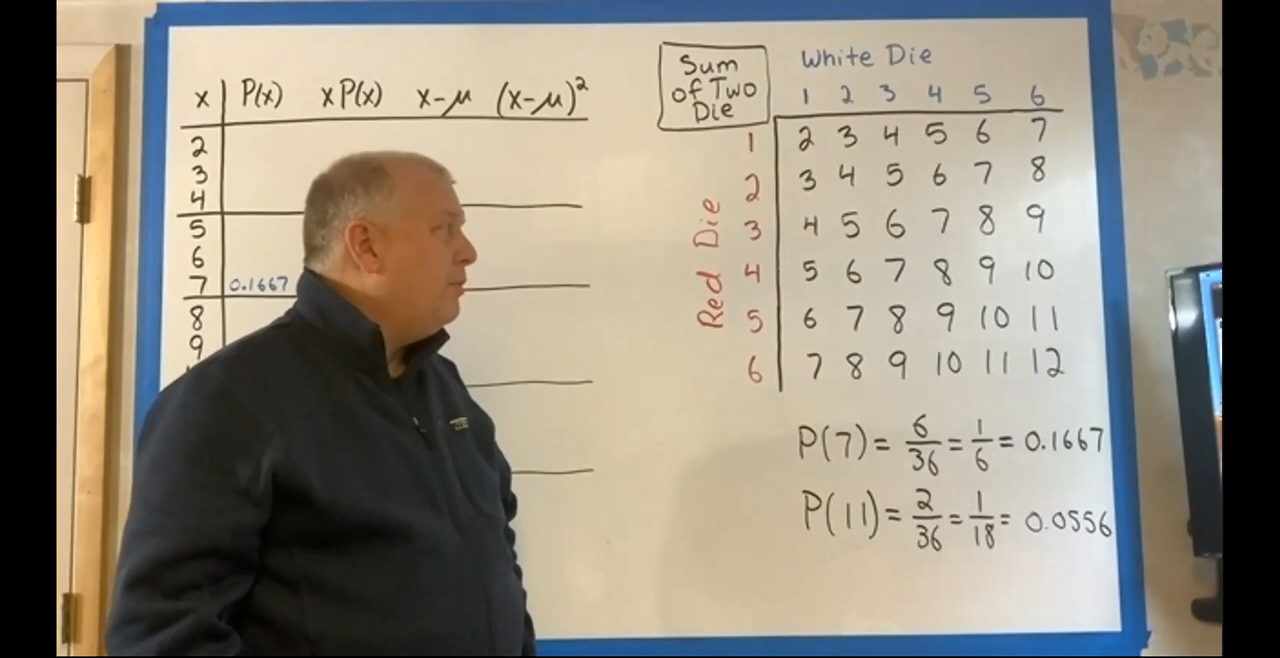 x P(x) xP(x) x-μ (x-μ)²
2
3
4
5
6
7 0.1667
8
9
Sum
of Two
Die
White Die
1 2 3 4 5 6
Red Die
1 2 3 4 5 6 7
2 3 4 5 6 7 8
3 4 5 6 7 8 9
4 5 6 7 8 9 10
5 6 7 8 9 10 11
6 7 8 9 10 11 12
P(7) = 6/36 = 1/6 = 0.1667
P(11) = 2/36 = 1/18 = 0.0556